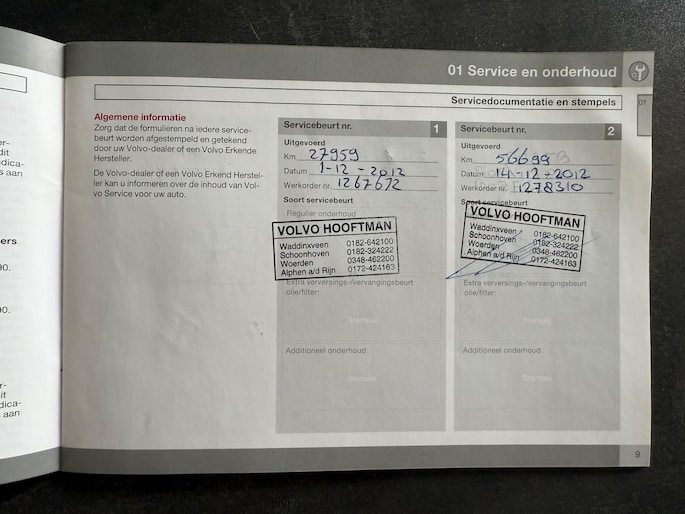 01 Service en onderhoud
Servicedocumentatie en stempels
01
Algemene informatie
Zorg dat de formulieren na iedere service-
beurt worden afgestempeld en getekend
door uw Volvo-dealer of een Volvo Erkende
Hersteller.
De Volvo-dealer of een Volvo Erkend Herstel-
ler kan u informeren over de inhoud van Vol-
vo Service voor uw auto.
Servicebeurt nr. 1
Uitgevoerd
Km 27959
Datum 1-12-2012
Werkorder nr. 1267672
Soort servicebeurt
Regulier onderhoud
VOLVO HOOFTMAN
Waddinxveen 0182-642100
Schoonhoven 0182-324222
Woerden 0348-462200
Alphen a/d Rijn 0172-424163
Extra verversings-/vervangingsbeurt
olie/filter:
Stempel
Additioneel onderhoud
Stempel
Servicebeurt nr. 2
Uitgevoerd
Km 56699
Datum 14-12-2012
Werkorder nr. 1278310
Soort servicebeurt
VOLVO HOOFTMAN
Waddinxveen 0182-642100
Schoonhoven 0182-324222
Woerden 0348-462200
Alphen a/d Rijn 0172-424163
Extra verversings-/vervangingsbeurt
olie/filter:
Stempel
Additioneel onderhoud
Stempel
9